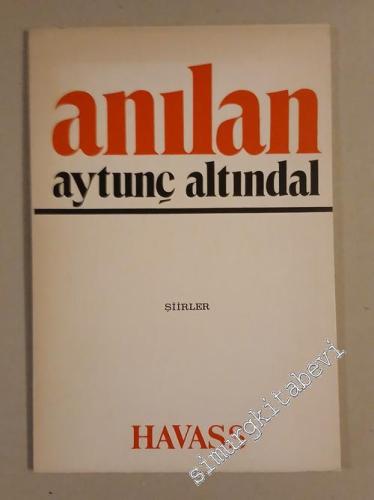 anılan
aytunç altındal
ŞİİRLER
HAVASS
simurgkitabevi